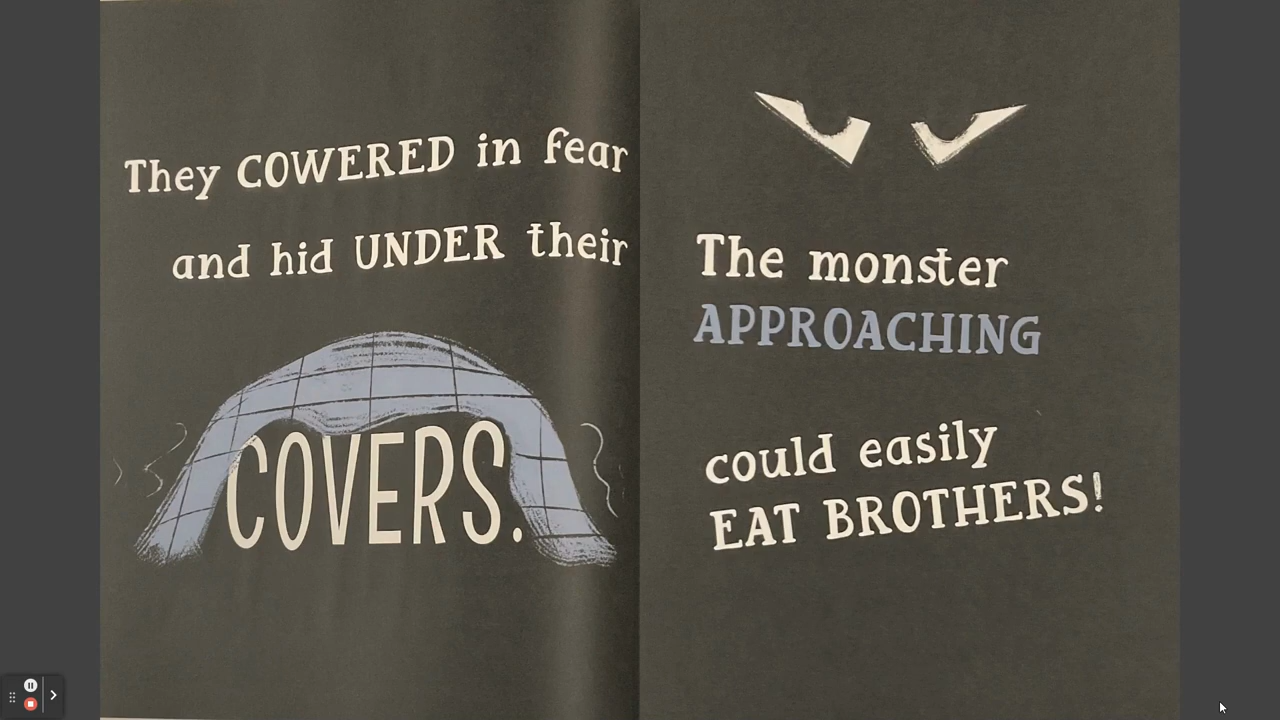 They COWERED in fear
and hid UNDER their
COVERS.
The monster
APPROACHING
could easily
EAT BROTHERS!